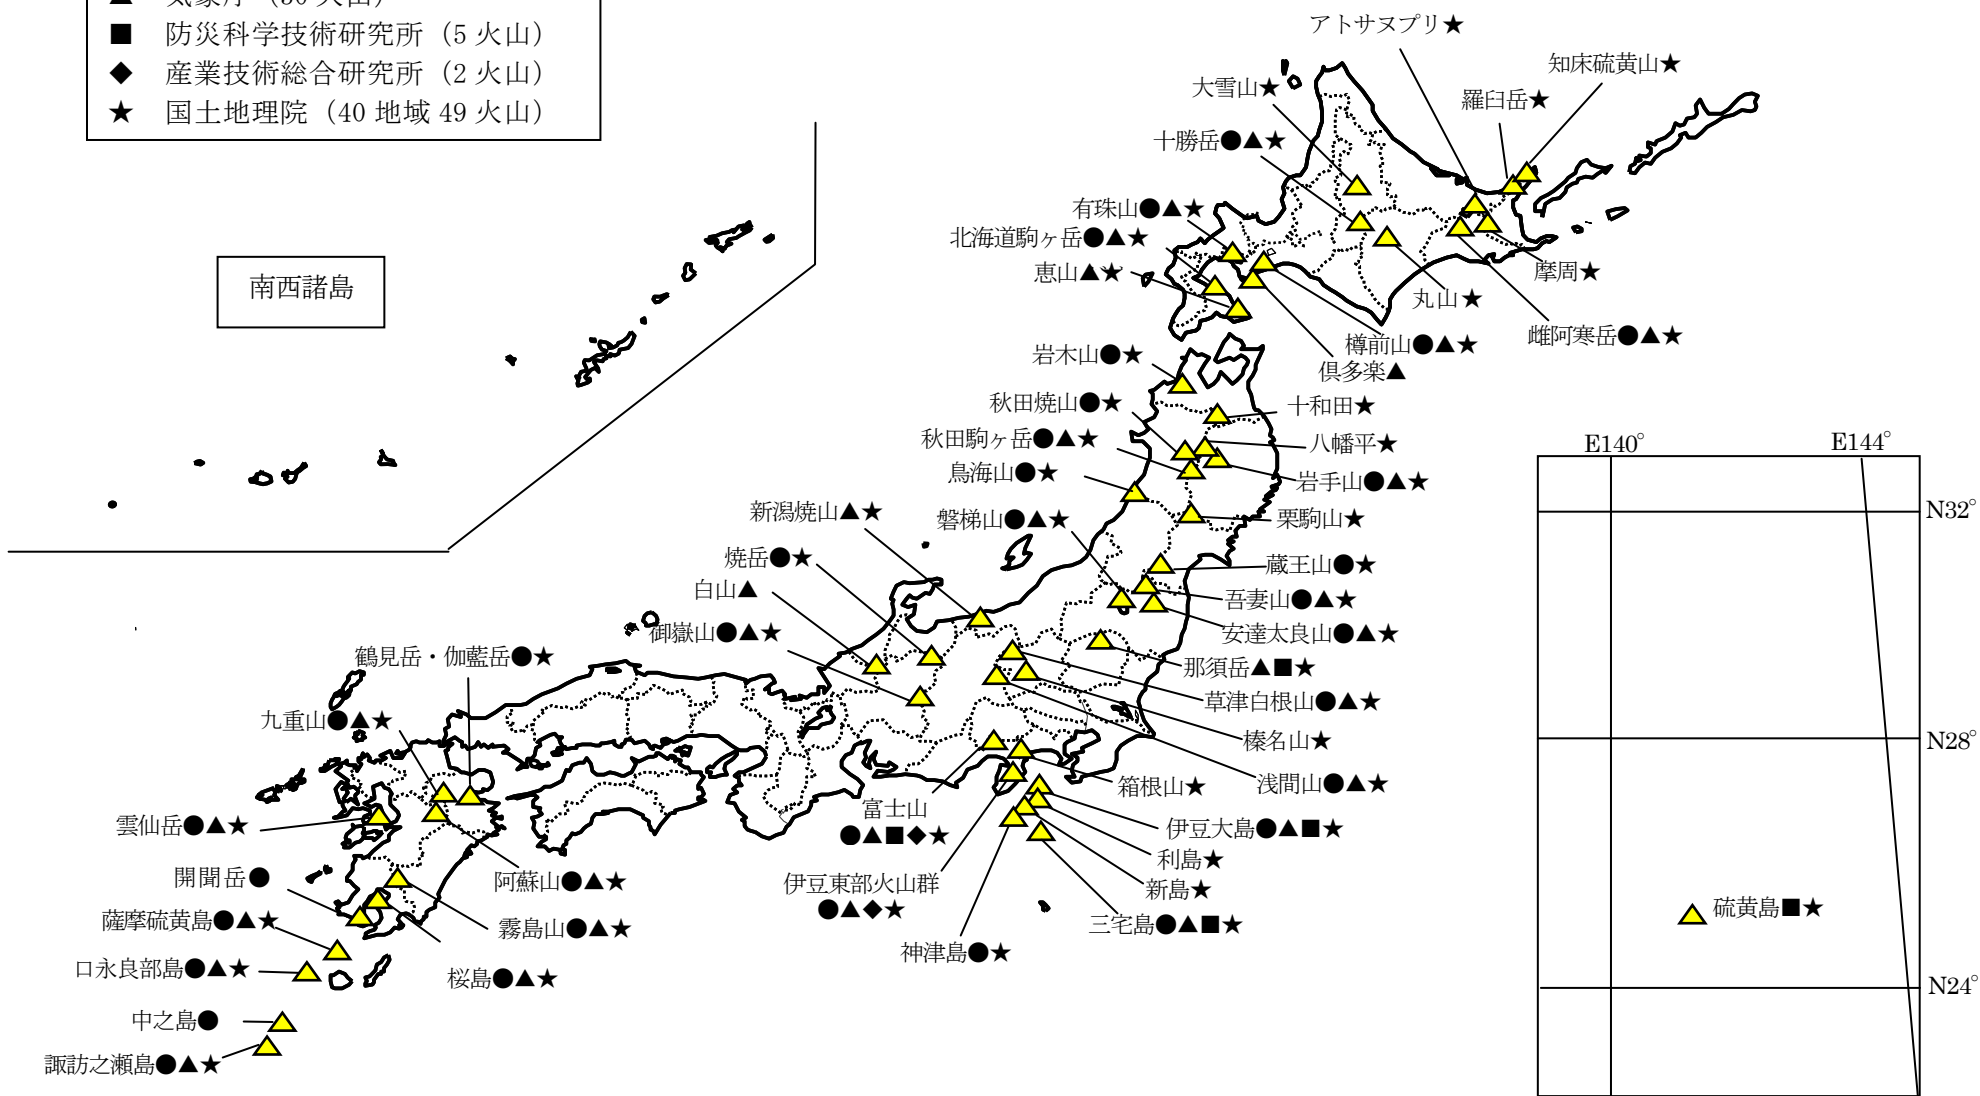 ▲ 気象庁（30 火山）
■ 防災科学技術研究所（5 火山）
◆ 産業技術総合研究所（2 火山）
★ 国土地理院（40 地域 49 火山）
南西諸島
アトサヌプリ★
知床硫黄山★
大雪山★
羅臼岳★
十勝岳●▲★
有珠山●▲★
北海道駒ヶ岳●▲★
恵山▲★
摩周★
丸山★
雌阿寒岳●▲★
樽前山●▲★
倶多楽▲
岩木山●★
秋田焼山●★
十和田★
秋田駒ヶ岳●▲★
八幡平★
鳥海山●★
岩手山●▲★
新潟焼山▲★
磐梯山●▲★
栗駒山★
焼岳●★
蔵王山●★
白山▲
吾妻山●▲★
御嶽山●▲★
安達太良山●▲★
鶴見岳・伽藍岳●★
那須岳▲■★
草津白根山●▲★
九重山●▲★
榛名山★
箱根山★
浅間山●▲★
富士山
●▲■◆★
雲仙岳●▲★
伊豆大島●▲■★
利島★
開聞岳●
阿蘇山●▲★
伊豆東部火山群
●▲◆★
新島★
薩摩硫黄島●▲★
霧島山●▲★
三宅島●▲■★
神津島●★
口永良部島●▲★
桜島●▲★
中之島●
諏訪之瀬島●▲★
E140°
E144°
N32°
N28°
硫黄島■★
N24°